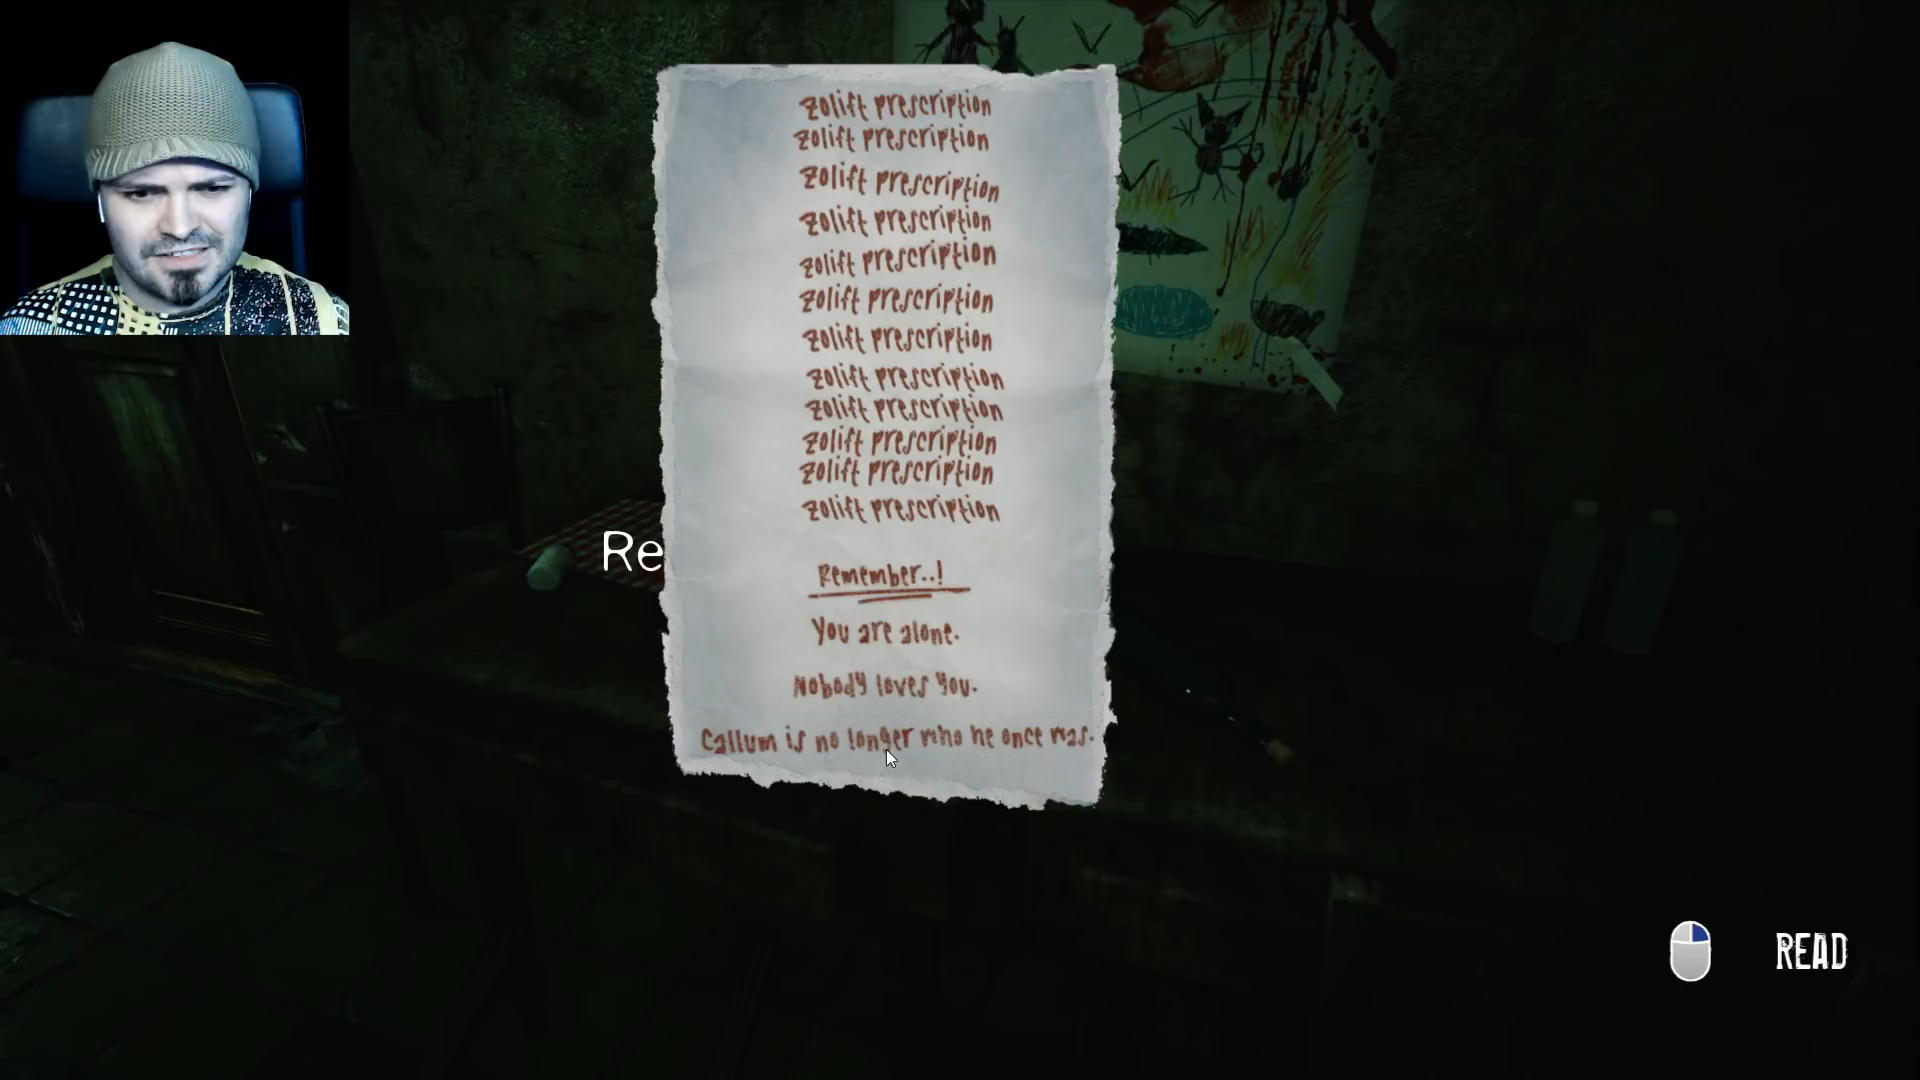 Zolift prescription
Zolift prescription
Zolift prescription
Zolift prescription
Zolift prescription
Zolift prescription
Zolift prescription
Zolift prescription
Zolift prescription
Zolift prescription
Zolift prescription
Zolift prescription
Re
Remember..!
You are alone.
Nobody loves you.
Callum is no longer who he once was.
READ